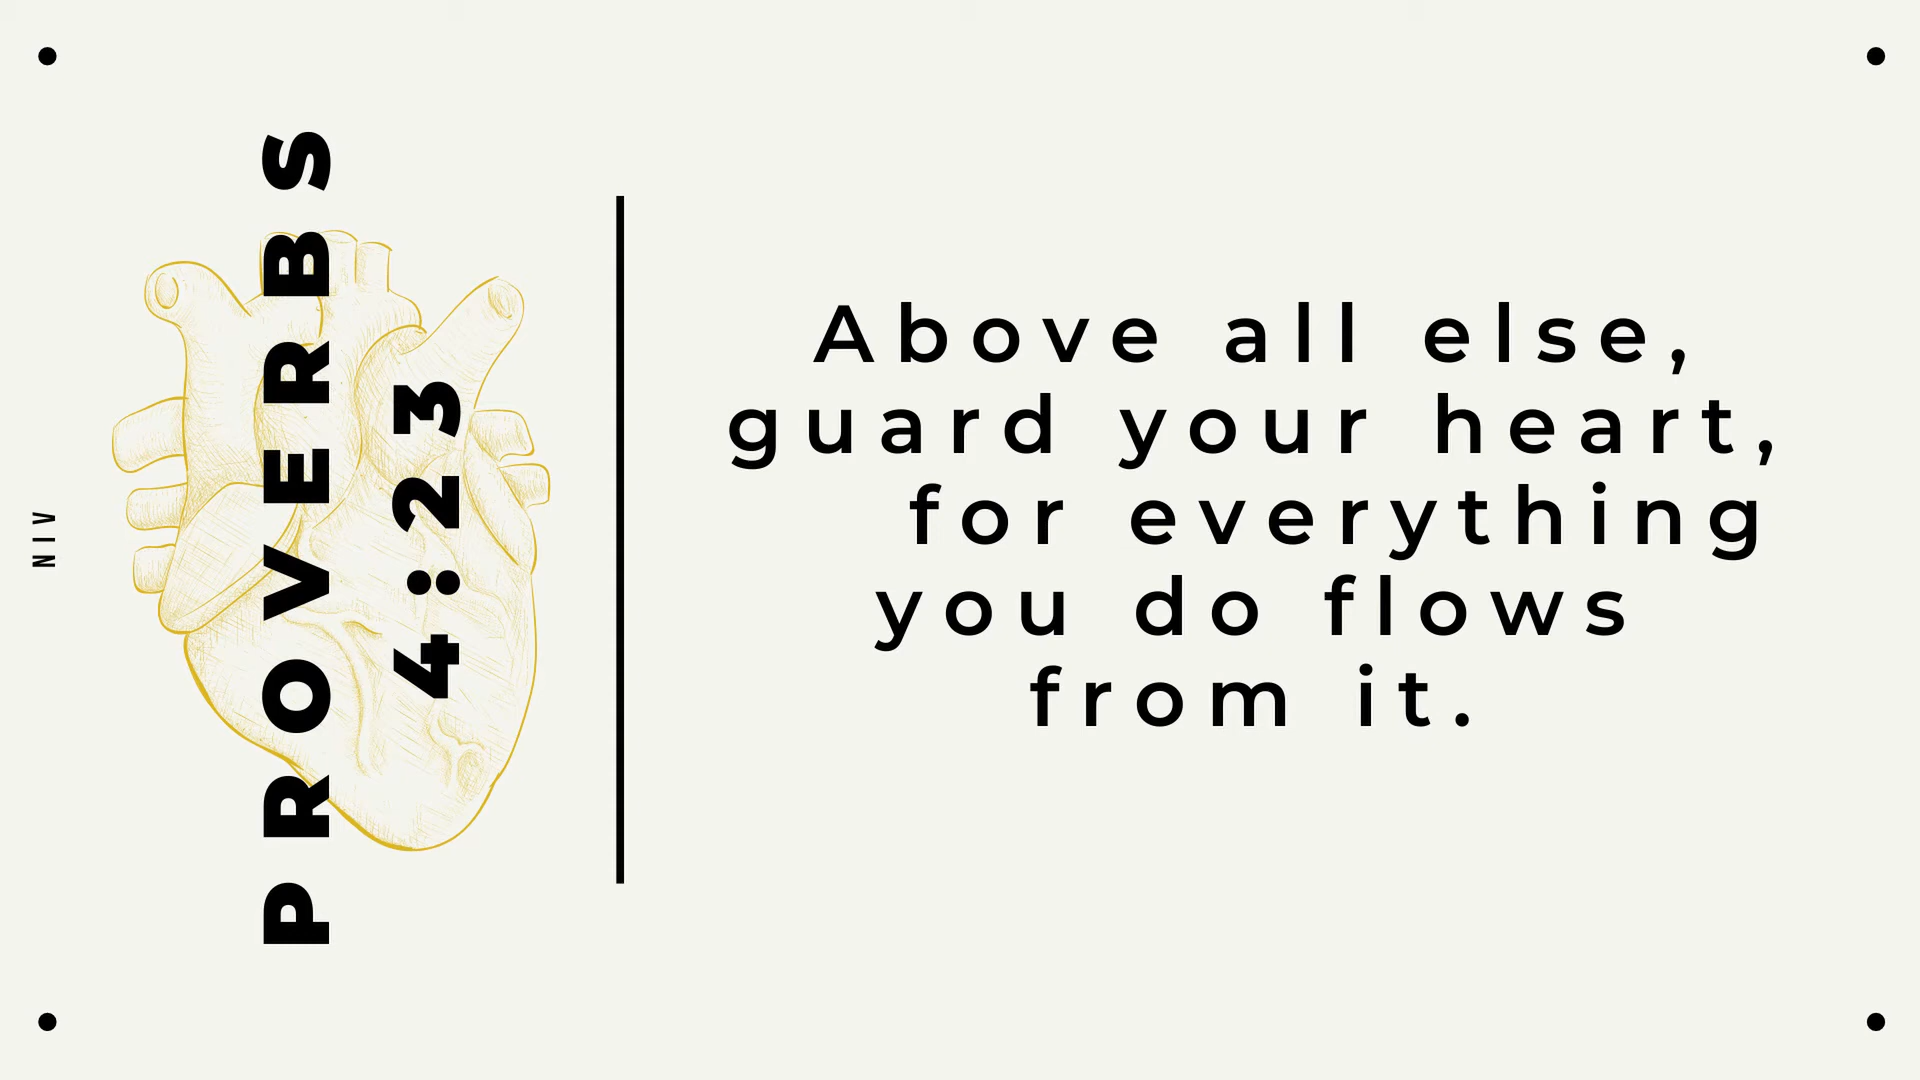 NIV
PROVERBS
4:23
Above all else,
guard your heart,
for everything
you do flows
from it.